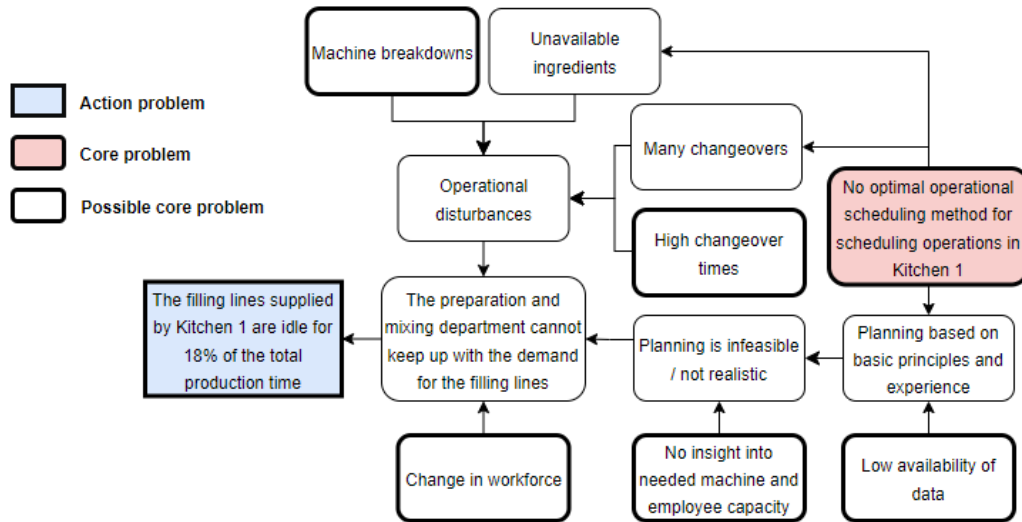 Machine breakdowns
Unavailable
ingredients
Action problem
Core problem
Possible core problem
Many changeovers
Operational
disturbances
High changeover
times
No optimal operational
scheduling method for
scheduling operations in
Kitchen 1
The filling lines supplied
by Kitchen 1 are idle for
18% of the total
production time
The preparation and
mixing department cannot
keep up with the demand
for the filling lines
Planning is infeasible
/ not realistic
Planning based on
basic principles and
experience
Change in workforce
No insight into
needed machine and
employee capacity
Low availability of
data